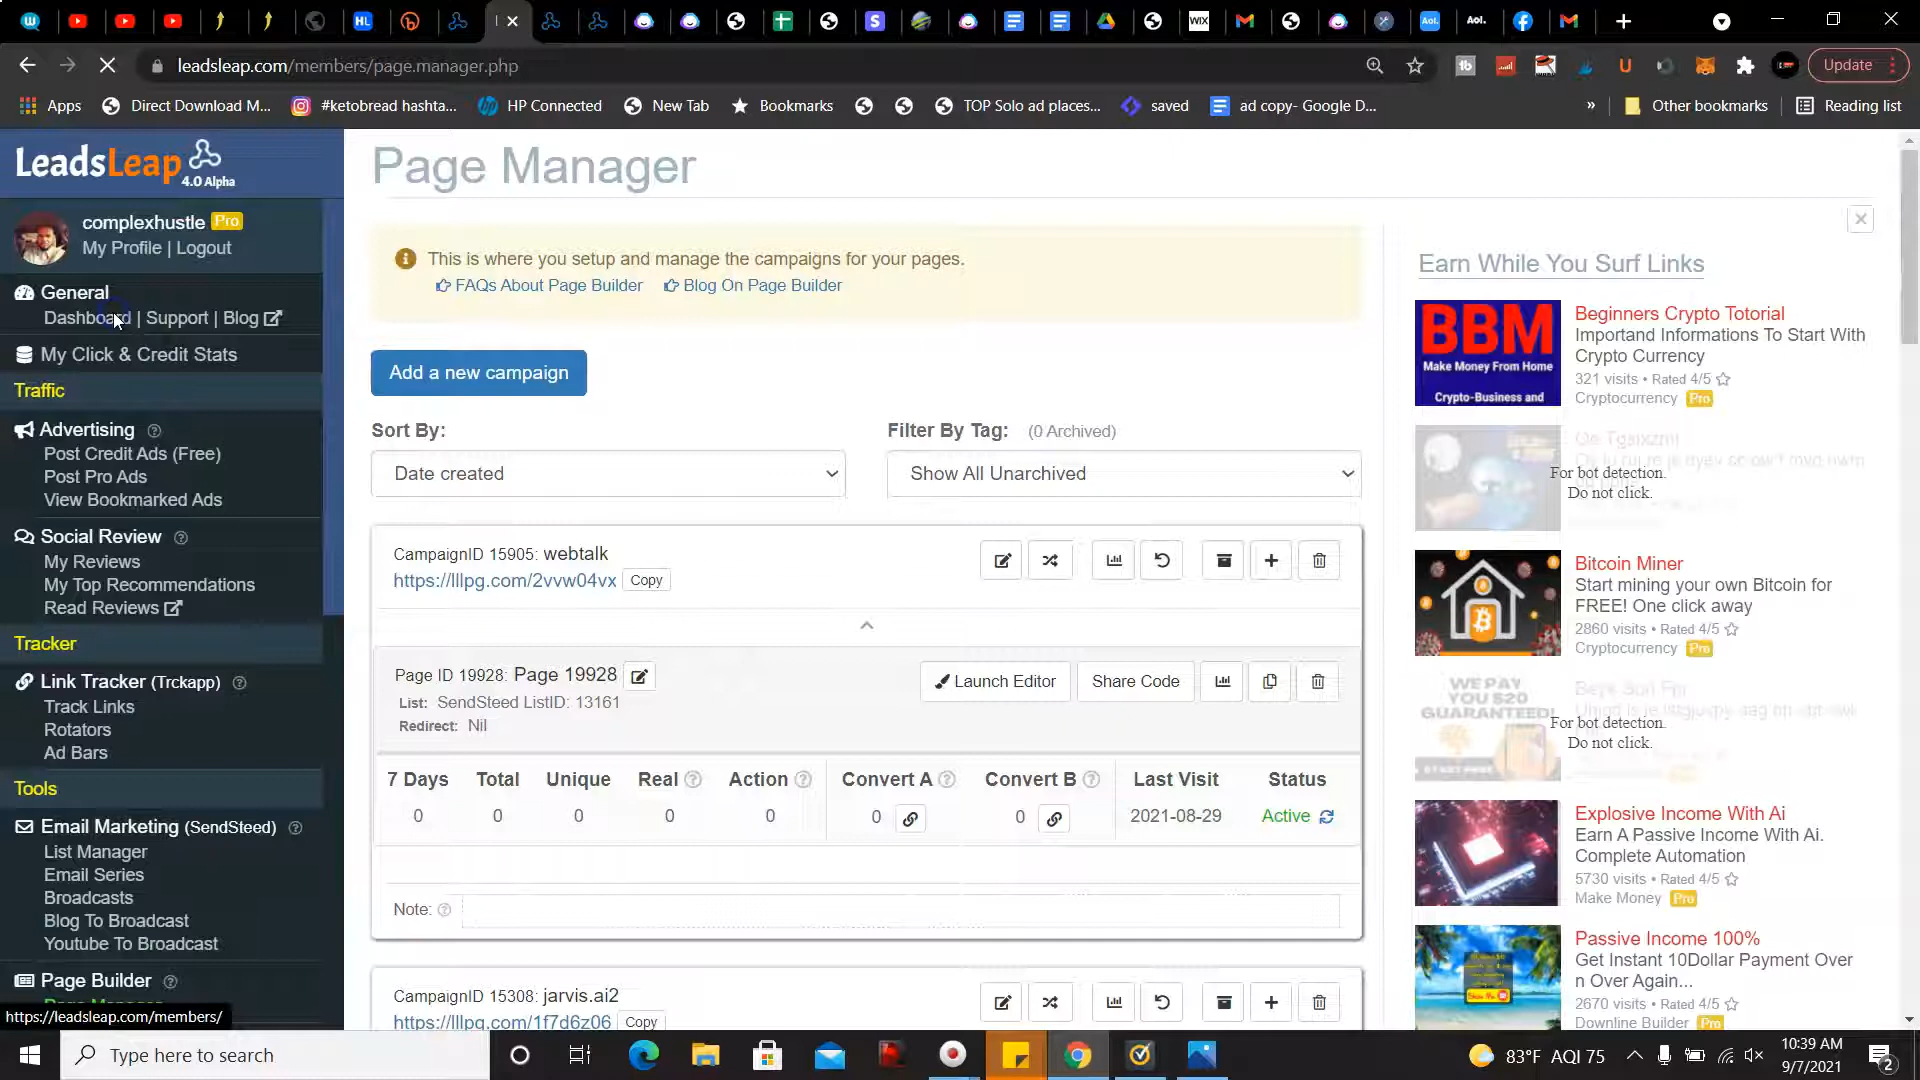 leadsleap.com/members/page.manager.php
Update
Apps
Direct Download M...
#ketobread hashta...
HP Connected
New Tab
Bookmarks
TOP Solo ad places...
saved
ad copy- Google D...
»
Other bookmarks
Reading list
LeadsLeap
4.0 Alpha
complexhustle Pro
My Profile | Logout
General
Dashboard | Support | Blog
My Click & Credit Stats
Traffic
Advertising
Post Credit Ads (Free)
Post Pro Ads
View Bookmarked Ads
Social Review
My Reviews
My Top Recommendations
Read Reviews
Tracker
Link Tracker (Trckapp)
Track Links
Rotators
Ad Bars
Tools
Email Marketing (SendSteed)
List Manager
Email Series
Broadcasts
Blog To Broadcast
Youtube To Broadcast
Page Builder
Page Manager
https://leadsleap.com/members/
Page Manager
This is where you setup and manage the campaigns for your pages.
FAQs About Page Builder Blog On Page Builder
Add a new campaign
Sort By:
Date created
Filter By Tag: (0 Archived)
Show All Unarchived
CampaignID 15905: webtalk
https://lllpg.com/2vvw04vx Copy
Page ID 19928: Page 19928
List: SendSteed ListID: 13161
Redirect: Nil
Launch Editor
Share Code
7 Days Total Unique Real Action Convert A Convert B Last Visit Status
0 0 0 0 0 0 0 2021-08-29 Active
Note:
CampaignID 15308: jarvis.ai2
https://lllpg.com/1f7d6z06 Copy
Earn While You Surf Links
BBM
Make Money From Home
Crypto-Business and
Beginners Crypto Totorial
Importand Informations To Start With
Crypto Currency
321 visits • Rated 4/5
Cryptocurrency Pro
For bot detection.
Do not click.
Bitcoin Miner
Start mining your own Bitcoin for
FREE! One click away
2860 visits • Rated 4/5
Cryptocurrency Pro
WE PAY
YOU $20
GUARANTEED!
For bot detection.
Do not click.
Explosive Income With Ai
Earn A Passive Income With Ai.
Complete Automation
5730 visits • Rated 4/5
Make Money Pro
Passive Income 100%
Get Instant 10Dollar Payment Over
n Over Again...
2670 visits • Rated 4/5
Downline Builder Pro
Type here to search
83°F AQI 75
10:39 AM
9/7/2021
2